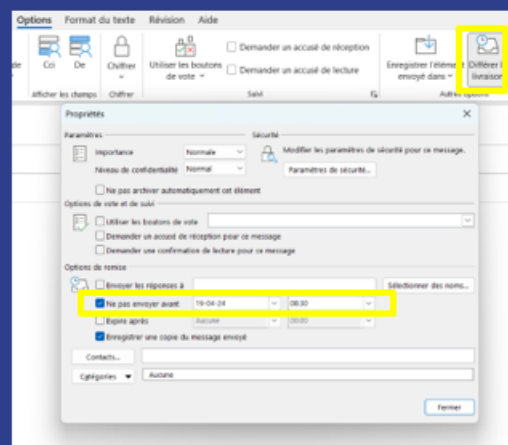 Options Format du texte Révision Aide
Cci De Chiffrer Utiliser les boutons de vote Demander un accusé de réception Demander un accusé de lecture Enregistrer l'élément envoyé dans Différer la livraison
Afficher les champs Chiffrer Suivi Autres options
Propriétés
Paramètres Sécurité
Importance Normale Modifier les paramètres de sécurité pour ce message.
Niveau de confidentialité Normal Paramètres de sécurité...
Ne pas archiver automatiquement cet élément
Options de vote et de suivi
Utiliser les boutons de vote
Demander un accusé de réception pour ce message
Demander une confirmation de lecture pour ce message
Options de remise
Envoyer les réponses à Sélectionner des noms...
Ne pas envoyer avant 19-04-24 08:30
Expire après Aucune 00:00
Enregistrer une copie du message envoyé
Contacts...
Catégories Aucune
Fermer